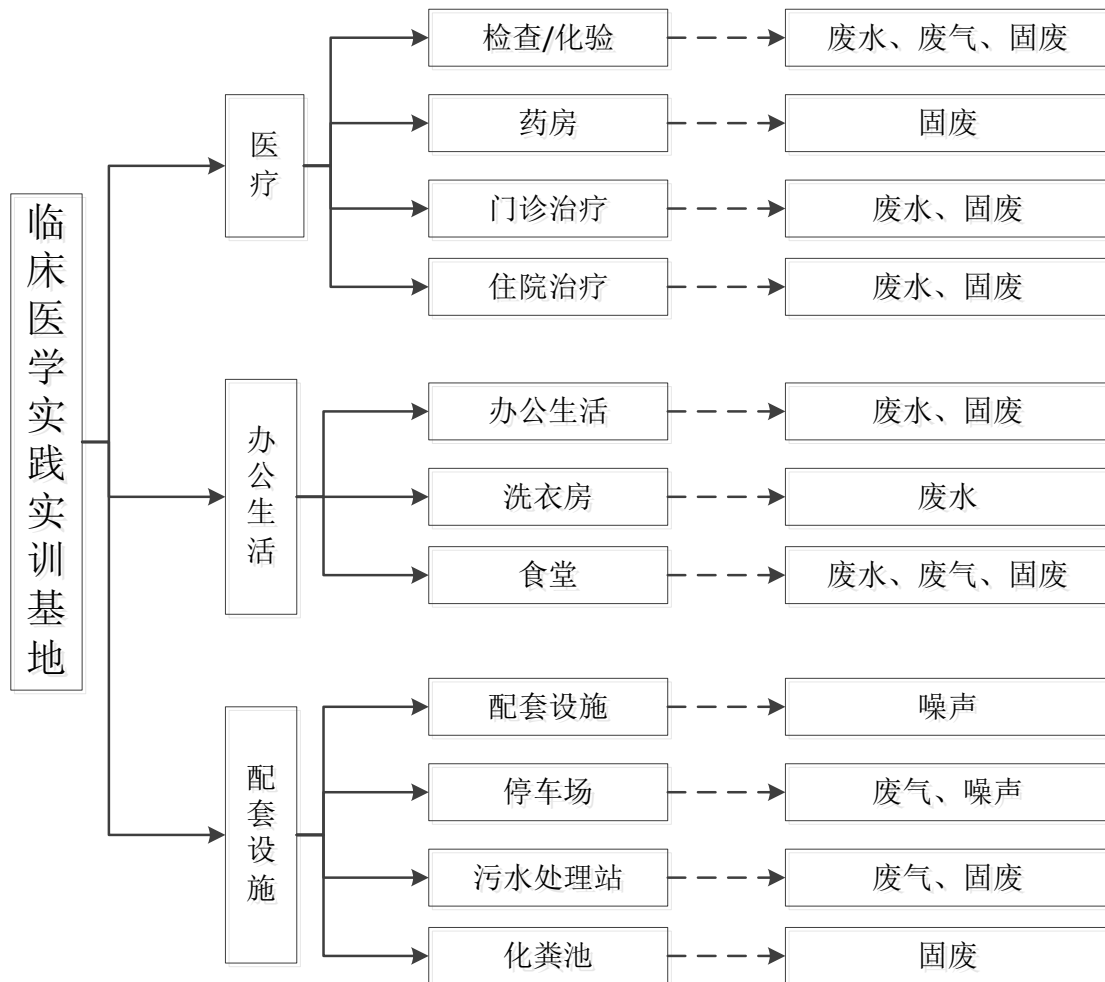 临床医学实践实训基地
医疗
检查/化验
废水、废气、固废
药房
固废
门诊治疗
废水、固废
住院治疗
废水、固废
办公生活
办公生活
废水、固废
洗衣房
废水
食堂
废水、废气、固废
配套设施
配套设施
噪声
停车场
废气、噪声
污水处理站
废气、固废
化粪池
固废